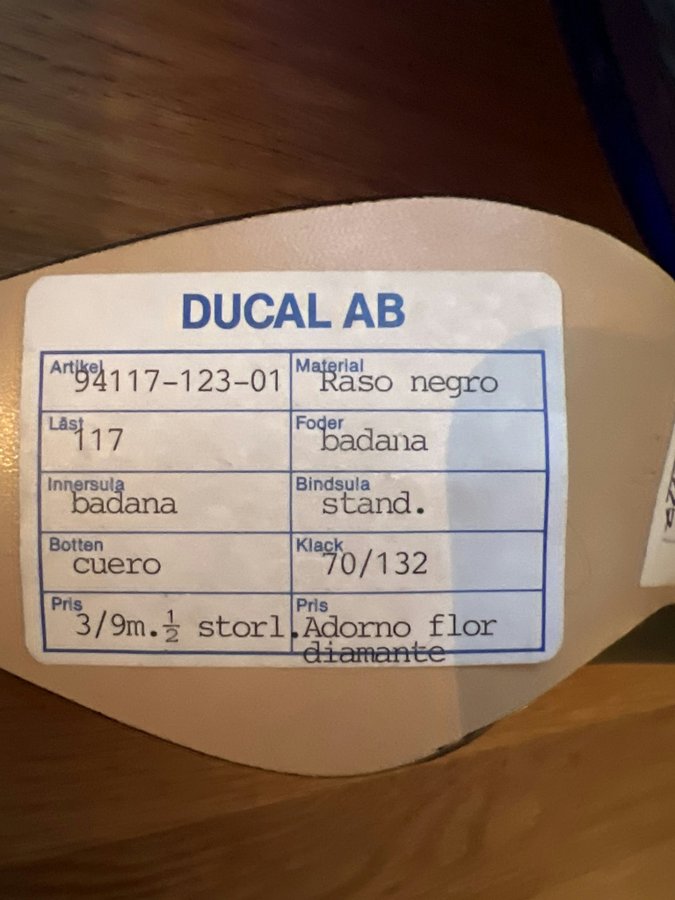 DUCAL AB
Artikel Material
94117-123-01 Raso negro
Läst Foder
117 badana
Innersula Bindsula
badana stand.
Botten Klack
cuero 70/132
Pris Pris
3/9m.½ storl. Adorno flor
diamante